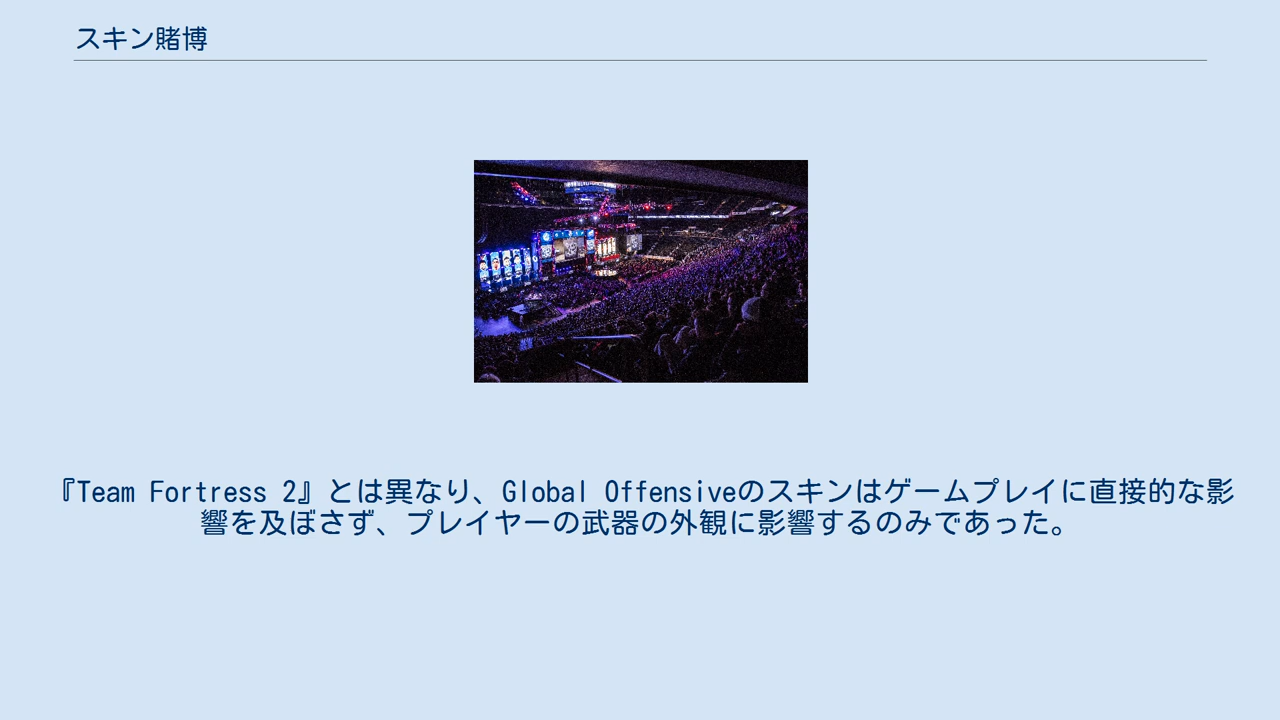 スキン賭博
『Team Fortress 2』とは異なり、Global Offensiveのスキンはゲームプレイに直接的な影
響を及ぼさず、プレイヤーの武器の外観に影響するのみであった。